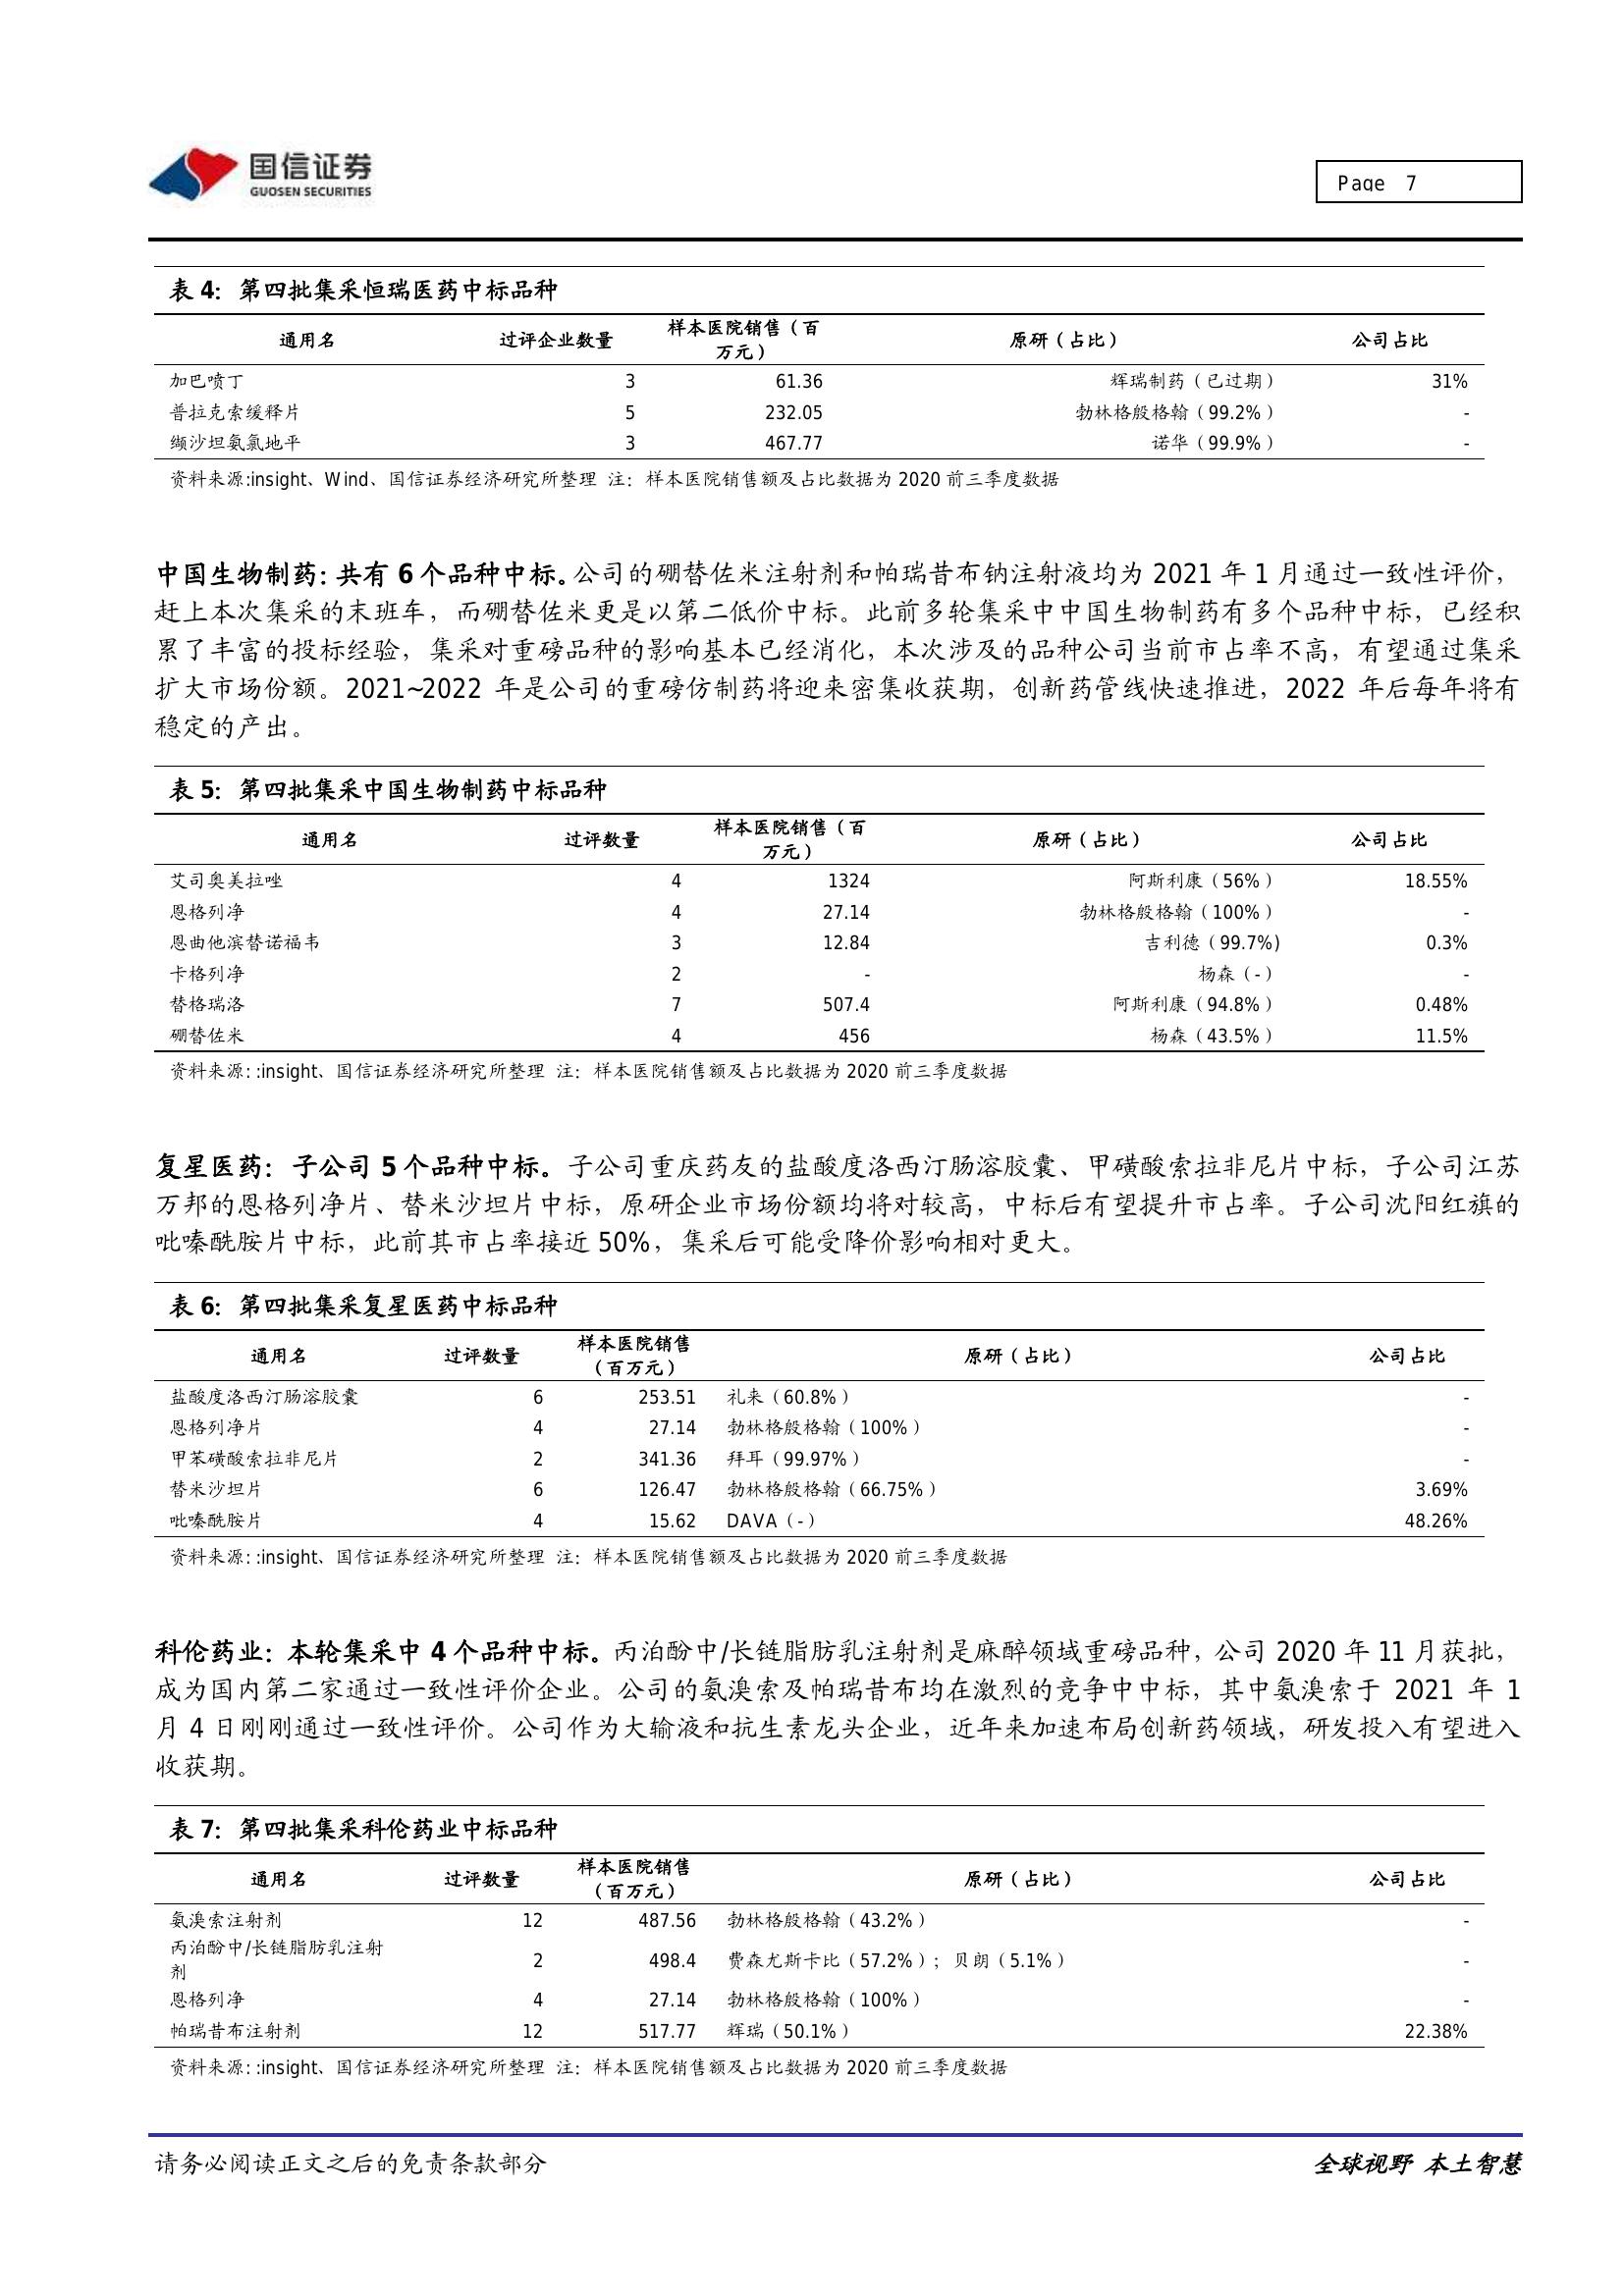 国信证券
GUOSEN SECURITIES
Page 7
表 4：第四批集采恒瑞医药中标品种
通用名 过评企业数量 样本医院销售（百万元） 原研（占比） 公司占比
加巴喷丁 3 61.36 辉瑞制药（已过期） 31%
普拉克索缓释片 5 232.05 勃林格殷格翰（99.2%） -
缬沙坦氨氯地平 3 467.77 诺华（99.9%） -
资料来源:insight、Wind、国信证券经济研究所整理 注：样本医院销售额及占比数据为 2020 前三季度数据
中国生物制药：共有 6 个品种中标。公司的硼替佐米注射剂和帕瑞昔布钠注射液均为 2021 年 1 月通过一致性评价，
赶上本次集采的末班车，而硼替佐米更是以第二低价中标。此前多轮集采中中国生物制药有多个品种中标，已经积
累了丰富的投标经验，集采对重磅品种的影响基本已经消化，本次涉及的品种公司当前市占率不高，有望通过集采
扩大市场份额。2021~2022 年是公司的重磅仿制药将迎来密集收获期，创新药管线快速推进，2022 年后每年将有
稳定的产出。
表 5：第四批集采中国生物制药中标品种
通用名 过评数量 样本医院销售（百万元） 原研（占比） 公司占比
艾司奥美拉唑 4 1324 阿斯利康（56%） 18.55%
恩格列净 4 27.14 勃林格殷格翰（100%） -
恩曲他滨替诺福韦 3 12.84 吉利德（99.7%) 0.3%
卡格列净 2 - 杨森（-） -
替格瑞洛 7 507.4 阿斯利康（94.8%） 0.48%
硼替佐米 4 456 杨森（43.5%） 11.5%
资料来源: :insight、国信证券经济研究所整理 注：样本医院销售额及占比数据为 2020 前三季度数据
复星医药：子公司 5 个品种中标。子公司重庆药友的盐酸度洛西汀肠溶胶囊、甲磺酸索拉非尼片中标，子公司江苏
万邦的恩格列净片、替米沙坦片中标，原研企业市场份额均将对较高，中标后有望提升市占率。子公司沈阳红旗的
吡嗪酰胺片中标，此前其市占率接近 50%，集采后可能受降价影响相对更大。
表 6：第四批集采复星医药中标品种
通用名 过评数量 样本医院销售（百万元） 原研（占比） 公司占比
盐酸度洛西汀肠溶胶囊 6 253.51 礼来（60.8%） -
恩格列净片 4 27.14 勃林格殷格翰（100%） -
甲苯磺酸索拉非尼片 2 341.36 拜耳（99.97%） -
替米沙坦片 6 126.47 勃林格殷格翰（66.75%） 3.69%
吡嗪酰胺片 4 15.62 DAVA（-） 48.26%
资料来源: :insight、国信证券经济研究所整理 注：样本医院销售额及占比数据为 2020 前三季度数据
科伦药业：本轮集采中 4 个品种中标。丙泊酚中/长链脂肪乳注射剂是麻醉领域重磅品种，公司 2020 年 11 月获批，
成为国内第二家通过一致性评价企业。公司的氨溴索及帕瑞昔布均在激烈的竞争中中标，其中氨溴索于 2021 年 1
月 4 日刚刚通过一致性评价。公司作为大输液和抗生素龙头企业，近年来加速布局创新药领域，研发投入有望进入
收获期。
表 7：第四批集采科伦药业中标品种
通用名 过评数量 样本医院销售（百万元） 原研（占比） 公司占比
氨溴索注射剂 12 487.56 勃林格殷格翰（43.2%） -
丙泊酚中/长链脂肪乳注射剂 2 498.4 费森尤斯卡比（57.2%）；贝朗（5.1%） -
恩格列净 4 27.14 勃林格殷格翰（100%） -
帕瑞昔布注射剂 12 517.77 辉瑞（50.1%） 22.38%
资料来源: :insight、国信证券经济研究所整理 注：样本医院销售额及占比数据为 2020 前三季度数据
请务必阅读正文之后的免责条款部分 全球视野 本土智慧